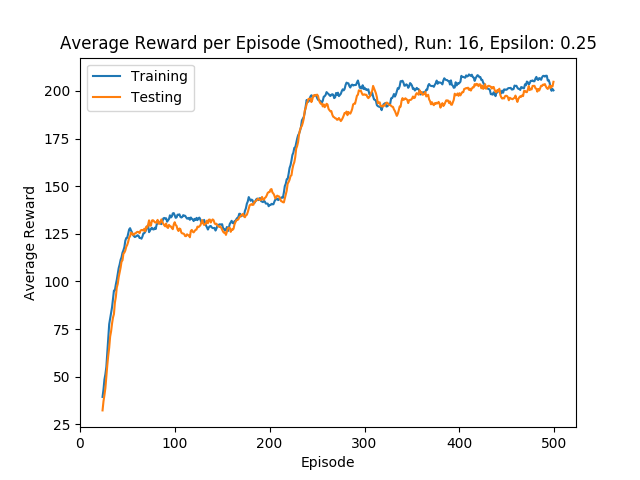 Average Reward per Episode (Smoothed), Run: 16, Epsilon: 0.25
Training
Testing
200
175
150
125
100
75
50
25
Average Reward
0 100 200 300 400 500
Episode